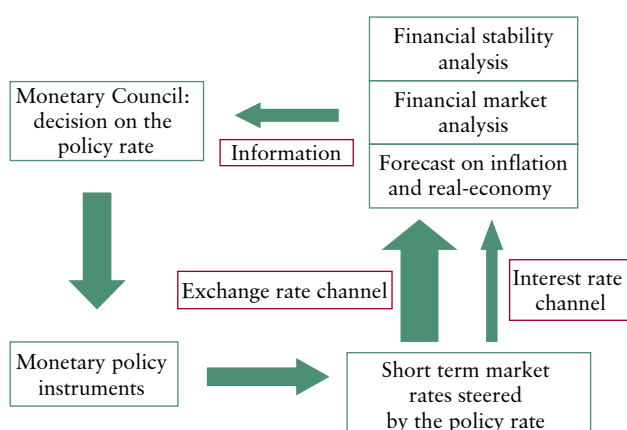 Financial stability
analysis
Monetary Council:
decision on the
policy rate
Financial market
analysis
Information
Forecast on inflation
and real-economy
Exchange rate channel
Interest rate
channel
Monetary policy
instruments
Short term market
rates steered
by the policy rate